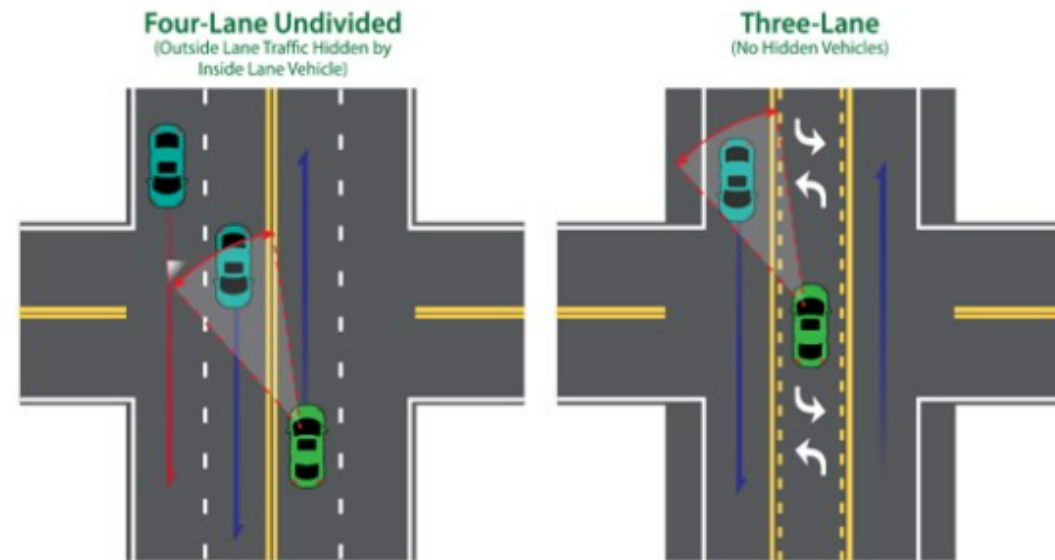 Four-Lane Undivided
(Outside Lane Traffic Hidden by
Inside Lane Vehicle)
Three-Lane
(No Hidden Vehicles)